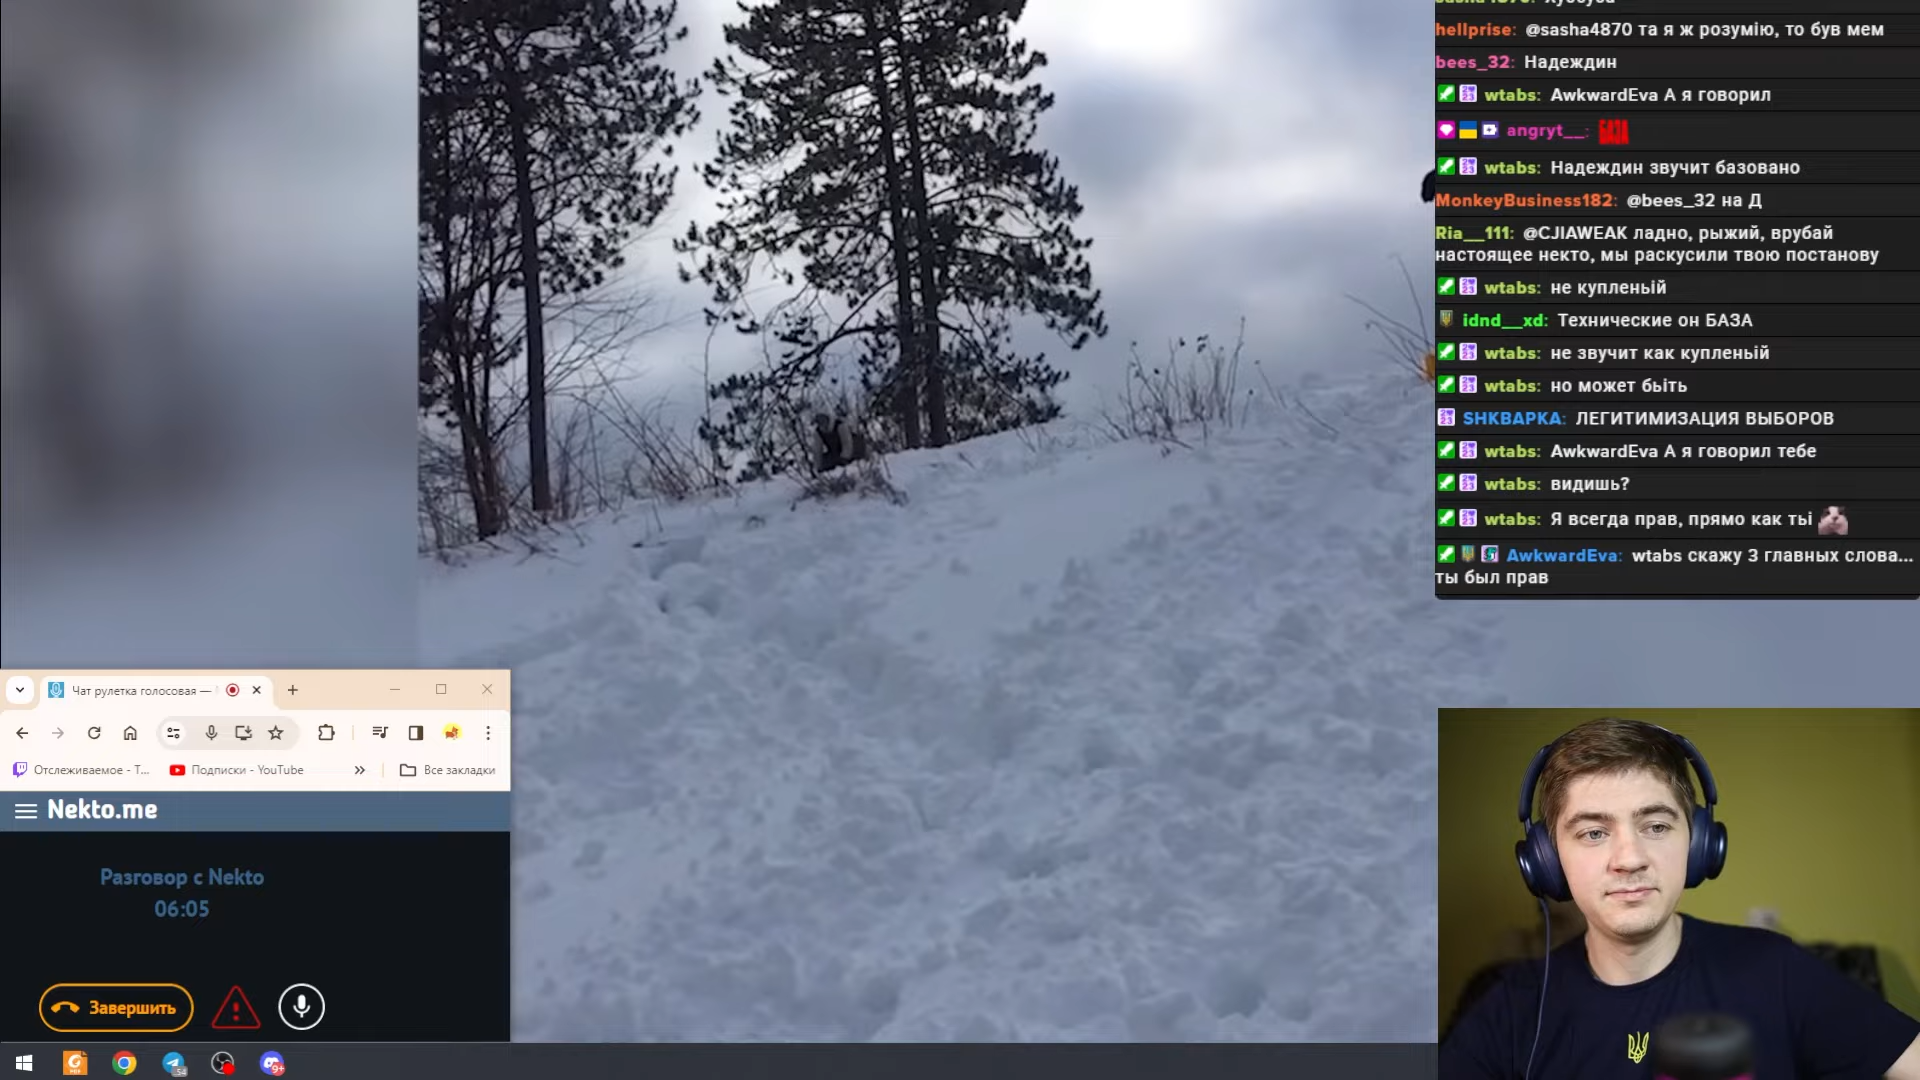 hellprise: @sasha4870 та я ж розумію, то був мем
bees_32: Надеждин
wtabs: AwkwardEva А я говорил
angryt__: БАЗА
wtabs: Надеждин звучит базовано
MonkeyBusiness182: @bees_32 на Д
Ria__111: @CJIAWEAK ладно, рыжий, врубай
настоящее некто, мы раскусили твою постанову
wtabs: не купленый
idnd__xd: Технические он БАЗА
wtabs: не звучит как купленый
wtabs: но может быть
SHKBAPKA: ЛЕГИТИМИЗАЦИЯ ВЫБОРОВ
wtabs: AwkwardEva А я говорил тебе
wtabs: видишь?
wtabs: Я всегда прав, прямо как ты
AwkwardEva: wtabs скажу 3 главных слова...
ты был прав
Чат рулетка голосовая —
Отслеживаемое - Т...
Подписки - YouTube
Все закладки
Nekto.me
Разговор с Nekto
06:05
Завершить
54
9+